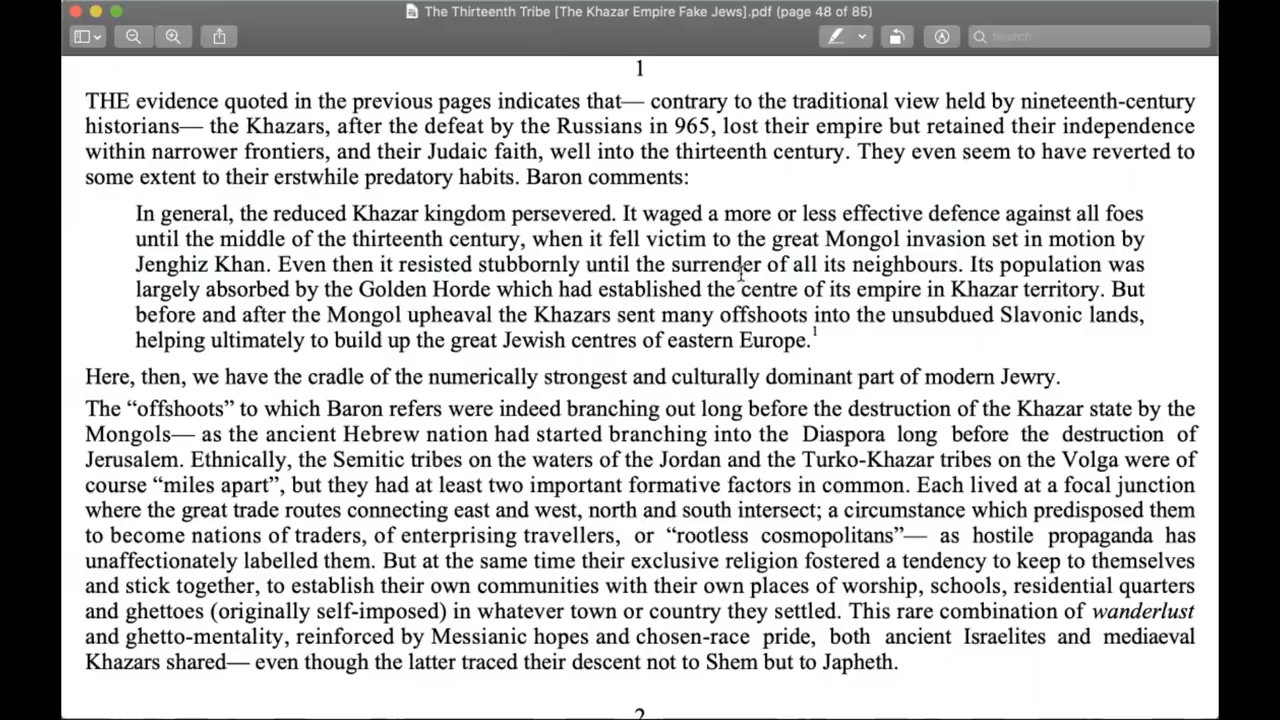 The Thirteenth Tribe [The Khazar Empire Fake Jews].pdf (page 48 of 85)
Search
1
THE evidence quoted in the previous pages indicates that— contrary to the traditional view held by nineteenth-century
historians— the Khazars, after the defeat by the Russians in 965, lost their empire but retained their independence
within narrower frontiers, and their Judaic faith, well into the thirteenth century. They even seem to have reverted to
some extent to their erstwhile predatory habits. Baron comments:
In general, the reduced Khazar kingdom persevered. It waged a more or less effective defence against all foes
until the middle of the thirteenth century, when it fell victim to the great Mongol invasion set in motion by
Jenghiz Khan. Even then it resisted stubbornly until the surrender of all its neighbours. Its population was
largely absorbed by the Golden Horde which had established the centre of its empire in Khazar territory. But
before and after the Mongol upheaval the Khazars sent many offshoots into the unsubdued Slavonic lands,
helping ultimately to build up the great Jewish centres of eastern Europe.1
Here, then, we have the cradle of the numerically strongest and culturally dominant part of modern Jewry.
The “offshoots” to which Baron refers were indeed branching out long before the destruction of the Khazar state by the
Mongols— as the ancient Hebrew nation had started branching into the Diaspora long before the destruction of
Jerusalem. Ethnically, the Semitic tribes on the waters of the Jordan and the Turko-Khazar tribes on the Volga were of
course “miles apart”, but they had at least two important formative factors in common. Each lived at a focal junction
where the great trade routes connecting east and west, north and south intersect; a circumstance which predisposed them
to become nations of traders, of enterprising travellers, or “rootless cosmopolitans”— as hostile propaganda has
unaffectionately labelled them. But at the same time their exclusive religion fostered a tendency to keep to themselves
and stick together, to establish their own communities with their own places of worship, schools, residential quarters
and ghettoes (originally self-imposed) in whatever town or country they settled. This rare combination of wanderlust
and ghetto-mentality, reinforced by Messianic hopes and chosen-race pride, both ancient Israelites and mediaeval
Khazars shared— even though the latter traced their descent not to Shem but to Japheth.
2